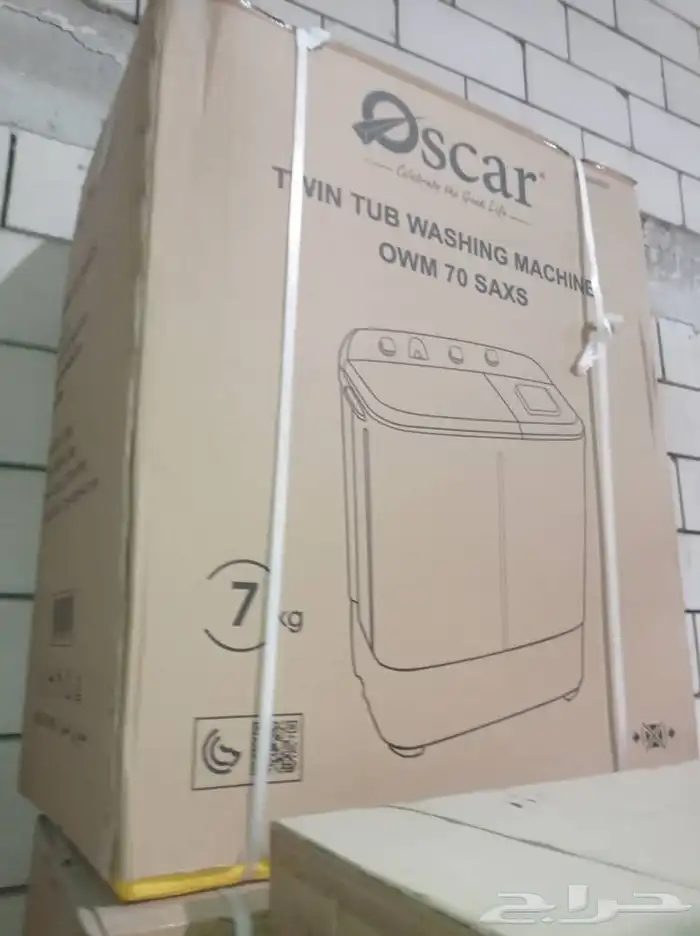 Oscar
Celebrate the Good Life
TWIN TUB WASHING MACHINE
OWM 70 SAXS
7 kg
حراج